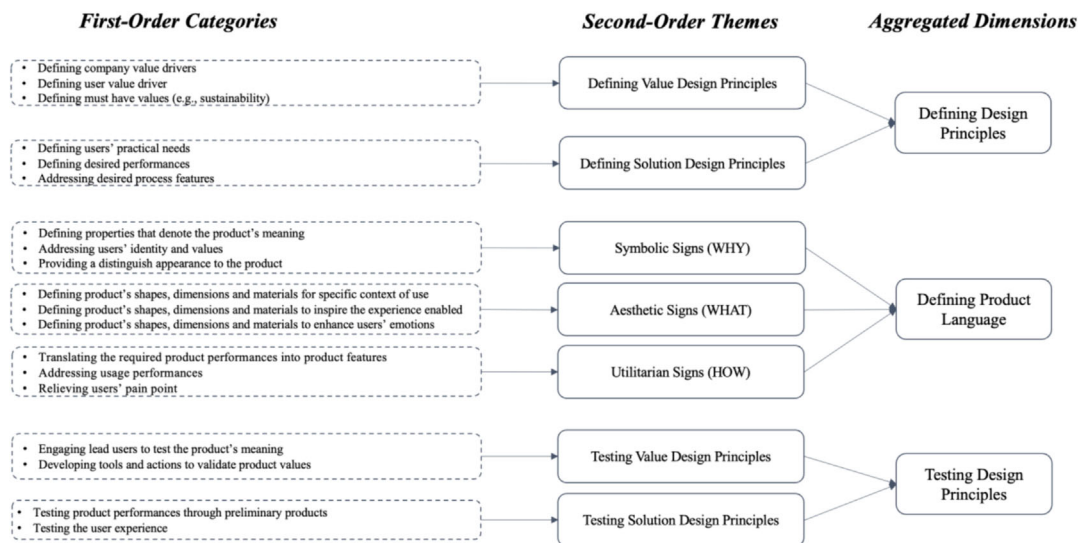 First-Order Categories
Second-Order Themes
Aggregated Dimensions
• Defining company value drivers
• Defining user value driver
• Defining must have values (e.g., sustainability)
Defining Value Design Principles
• Defining users' practical needs
• Defining desired performances
• Addressing desired process features
Defining Solution Design Principles
Defining Design
Principles
• Defining properties that denote the product's meaning
• Addressing users' identity and values
• Providing a distinguish appearance to the product
Symbolic Signs (WHY)
• Defining product's shapes, dimensions and materials for specific context of use
• Defining product's shapes, dimensions and materials to inspire the experience enabled
• Defining product's shapes, dimensions and materials to enhance users' emotions
Aesthetic Signs (WHAT)
• Translating the required product performances into product features
• Addressing usage performances
• Relieving users' pain point
Utilitarian Signs (HOW)
Defining Product
Language
• Engaging lead users to test the product's meaning
• Developing tools and actions to validate product values
Testing Value Design Principles
• Testing product performances through preliminary products
• Testing the user experience
Testing Solution Design Principles
Testing Design
Principles